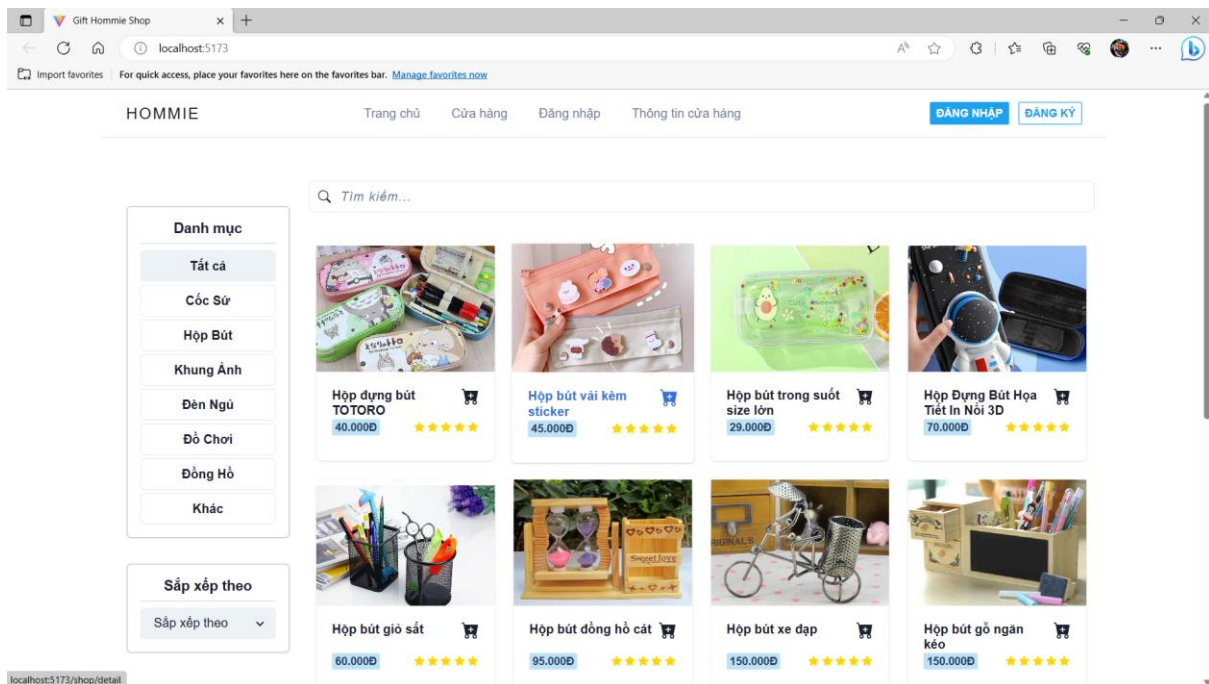 Gift Hommie Shop
localhost:5173
Import favorites
For quick access, place your favorites here on the favorites bar. Manage favorites now
HOMMIE
Trang chủ
Cửa hàng
Đăng nhập
Thông tin cửa hàng
ĐĂNG NHẬP
ĐĂNG KÝ
Tìm kiếm...
Danh mục
Tất cả
Cốc Sứ
Hộp Bút
Khung Ảnh
Đèn Ngủ
Đồ Chơi
Đồng Hồ
Khác
Sắp xếp theo
Sắp xếp theo
Hộp đựng bút
TOTORO
40.000Đ
Hộp bút vải kèm
sticker
45.000Đ
Hộp bút trong suốt
size lớn
29.000Đ
Hộp Đựng Bút Họa
Tiết In Nổi 3D
70.000Đ
Hộp bút giỏ sắt
60.000Đ
Sweet love
Hộp bút đồng hồ cát
95.000Đ
Hộp bút xe đạp
150.000Đ
Hộp bút gỗ ngăn
kéo
150.000Đ
localhost:5173/shop/detail